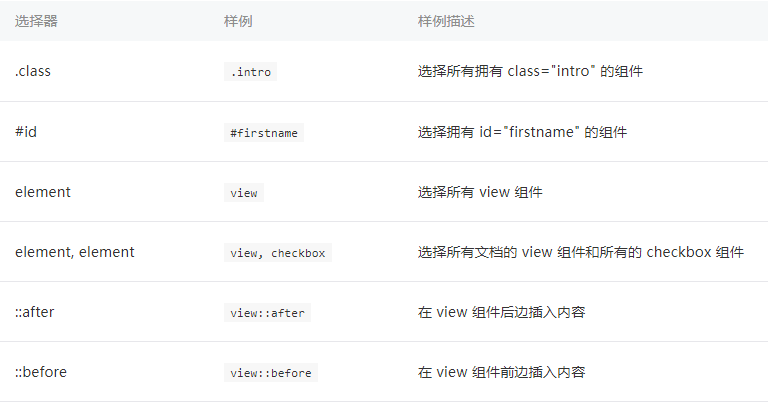 选择器 样例 样例描述
.class .intro 选择所有拥有 class="intro" 的组件
#id #firstname 选择拥有 id="firstname" 的组件
element view 选择所有 view 组件
element, element view, checkbox 选择所有文档的 view 组件和所有的 checkbox 组件
::after view::after 在 view 组件后边插入内容
::before view::before 在 view 组件前边插入内容